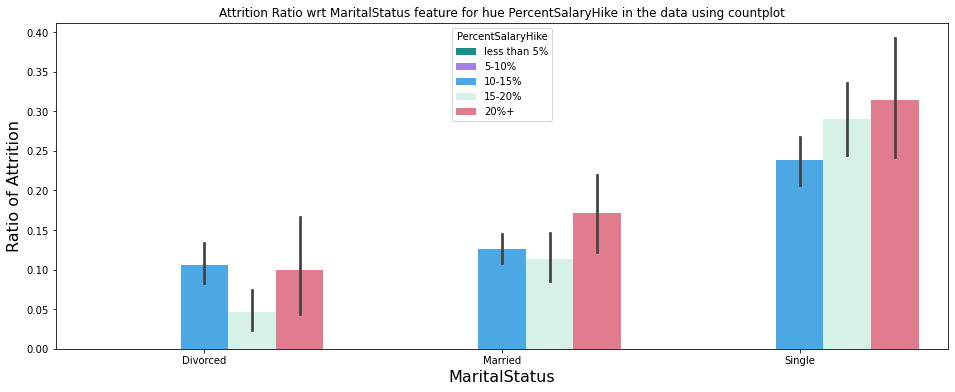 Attrition Ratio wrt MaritalStatus feature for hue PercentSalaryHike in the data using countplot
PercentSalaryHike
less than 5%
5-10%
10-15%
15-20%
20%+
Ratio of Attrition
0.40
0.35
0.30
0.25
0.20
0.15
0.10
0.05
0.00
Divorced
Married
Single
MaritalStatus